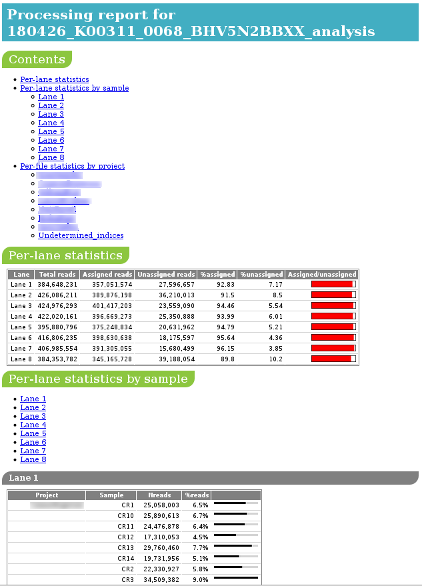 Processing report for
180426_K00311_0068_BHV5N2BBXX_analysis
Contents
Per-lane statistics
Per-lane statistics by sample
Lane 1
Lane 2
Lane 3
Lane 4
Lane 5
Lane 6
Lane 7
Lane 8
Per-file statistics by project
Undetermined_indices
Per-lane statistics
Lane Total reads Assigned reads Unassigned reads %assigned %unassigned Assigned/unassigned
Lane 1 384,648,231 357,051,574 27,596,657 92.83 7.17
Lane 2 426,086,211 389,876,198 36,210,013 91.5 8.5
Lane 3 424,976,293 401,417,203 23,559,090 94.46 5.54
Lane 4 422,020,161 396,669,273 25,350,888 93.99 6.01
Lane 5 395,880,796 375,248,834 20,631,962 94.79 5.21
Lane 6 416,806,235 398,630,638 18,175,597 95.64 4.36
Lane 7 406,985,554 391,305,055 15,680,499 96.15 3.85
Lane 8 384,353,782 345,165,728 39,188,054 89.8 10.2
Per-lane statistics by sample
Lane 1
Lane 2
Lane 3
Lane 4
Lane 5
Lane 6
Lane 7
Lane 8
Lane 1
Project Sample Nreads %reads
CR1 25,058,003 6.5%
CR10 25,890,613 6.7%
CR11 24,476,878 6.4%
CR12 17,310,053 4.5%
CR13 29,760,460 7.7%
CR14 19,731,956 5.1%
CR2 22,330,927 5.8%
CR3 34,509,382 9.0%